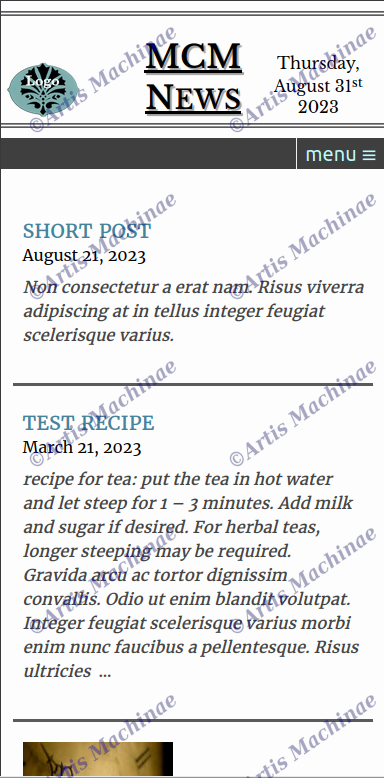 Logo
MCM
NEWS
Thursday,
August 31st
2023
menu ≡
SHORT POST
August 21, 2023
Non consectetur a erat nam. Risus viverra
adipiscing at in tellus integer feugiat
scelerisque varius.
TEST RECIPE
March 21, 2023
recipe for tea: put the tea in hot water
and let steep for 1 – 3 minutes. Add milk
and sugar if desired. For herbal teas,
longer steeping may be required.
Gravida arcu ac tortor dignissim
convallis. Odio ut enim blandit volutpat.
Integer feugiat scelerisque varius morbi
enim nunc faucibus a pellentesque. Risus
ultricies ...
©Artis Machinae
©Artis Machinae
©Artis Machinae
©Artis Machinae
©Artis Machinae
©Artis Machinae
©Artis Machinae
©Artis Machinae
©Artis Machinae
©Artis Machinae